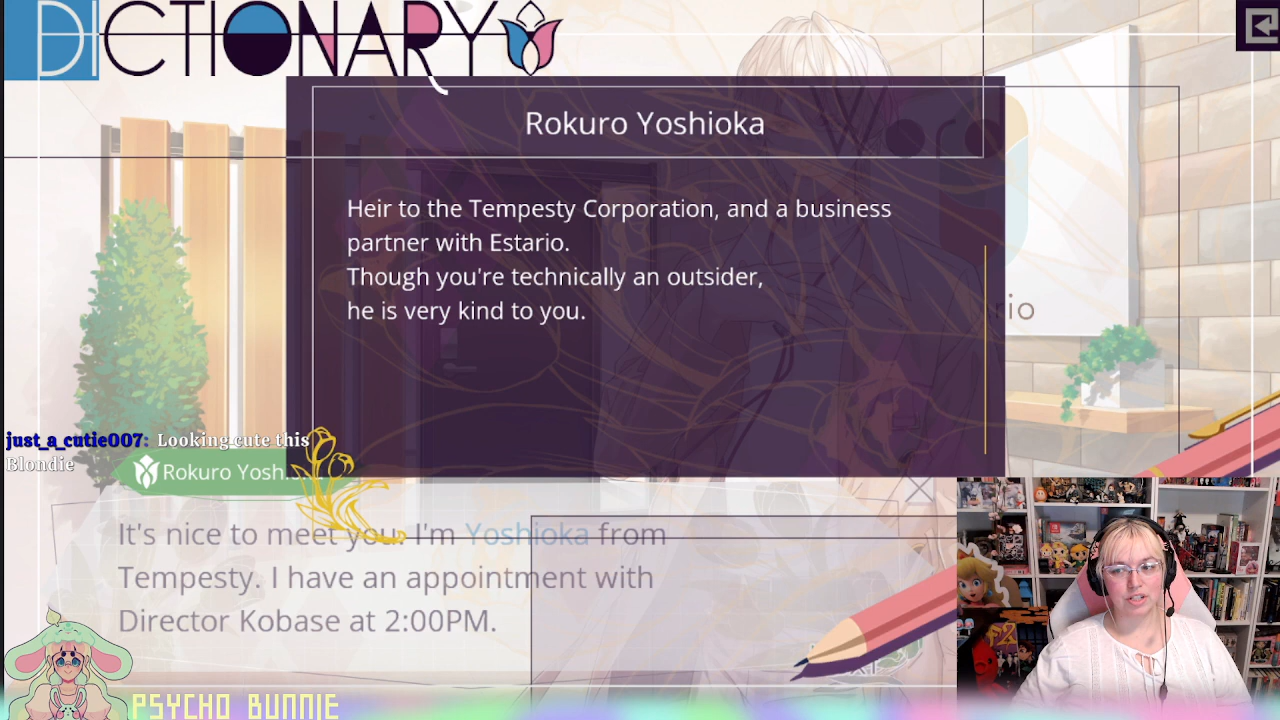 DICTIONARY
Rokuro Yoshioka
Heir to the Tempesty Corporation, and a business
partner with Estario.
Though you're technically an outsider,
he is very kind to you.
just_a_cutie007: Looking cute this
Blondie
Rokuro Yosh...
It's nice to meet you. I'm Yoshioka from
Tempesty. I have an appointment with
Director Kobase at 2:00PM.
PSYCHO BUNNIE